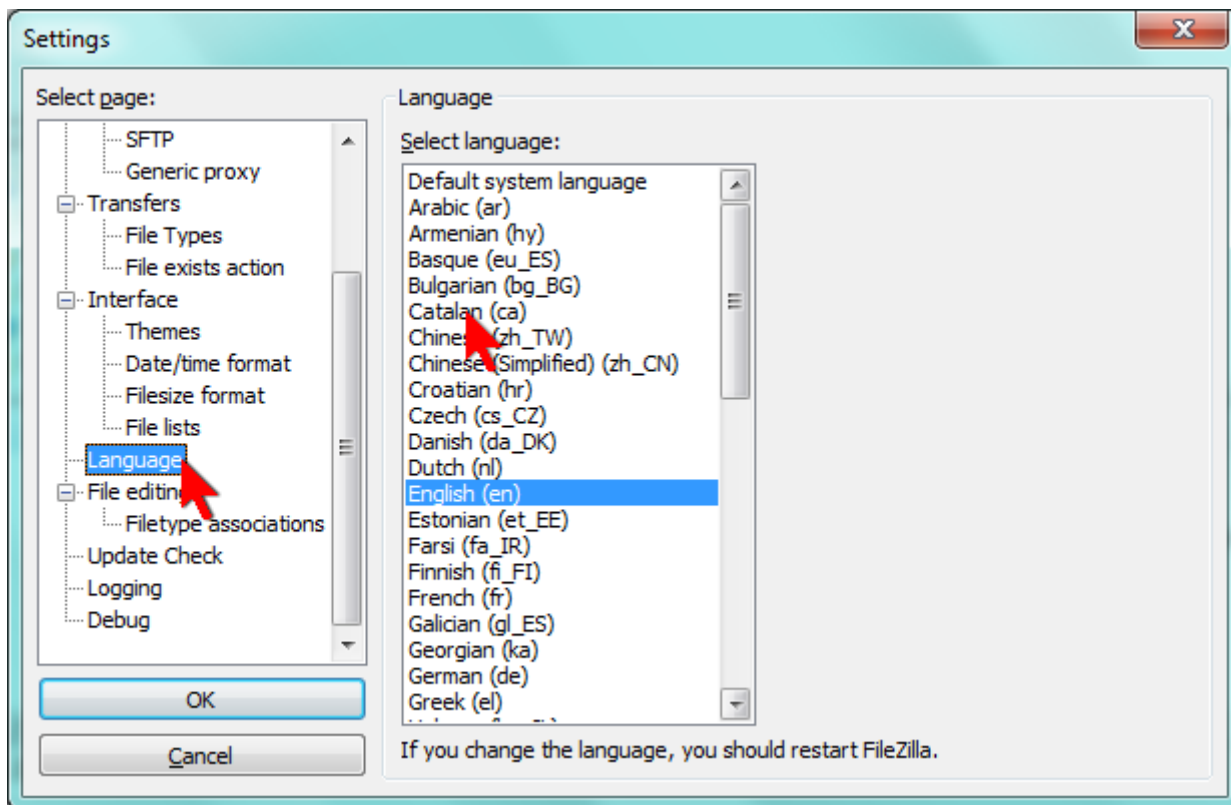 Settings
Select page:
SFTP
Generic proxy
Transfers
File Types
File exists action
Interface
Themes
Date/time format
Filesize format
File lists
Language
File editing
Filetype associations
Update Check
Logging
Debug
OK
Cancel
Language
Select language:
Default system language
Arabic (ar)
Armenian (hy)
Basque (eu_ES)
Bulgarian (bg_BG)
Catalan (ca)
Chinese (zh_TW)
Chinese (Simplified) (zh_CN)
Croatian (hr)
Czech (cs_CZ)
Danish (da_DK)
Dutch (nl)
English (en)
Estonian (et_EE)
Farsi (fa_IR)
Finnish (fi_FI)
French (fr)
Galician (gl_ES)
Georgian (ka)
German (de)
Greek (el)
If you change the language, you should restart FileZilla.